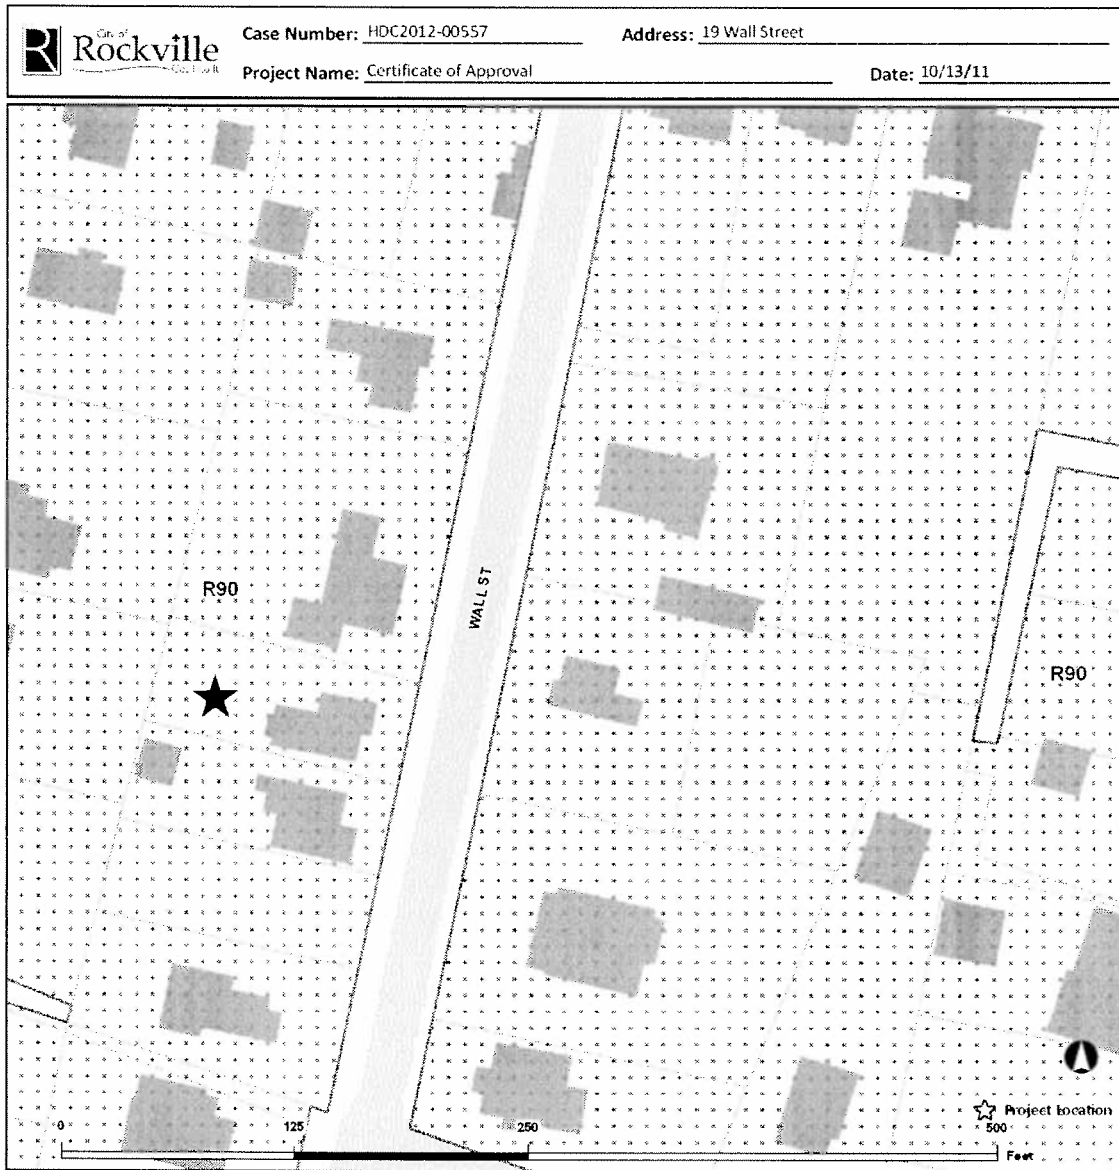 City of
Rockville
Case Number: HDC2012-00557
Address: 19 Wall Street
Project Name: Certificate of Approval
Date: 10/13/11
R90
WALL ST
R90
Project Location
0 125 250 500
Feet